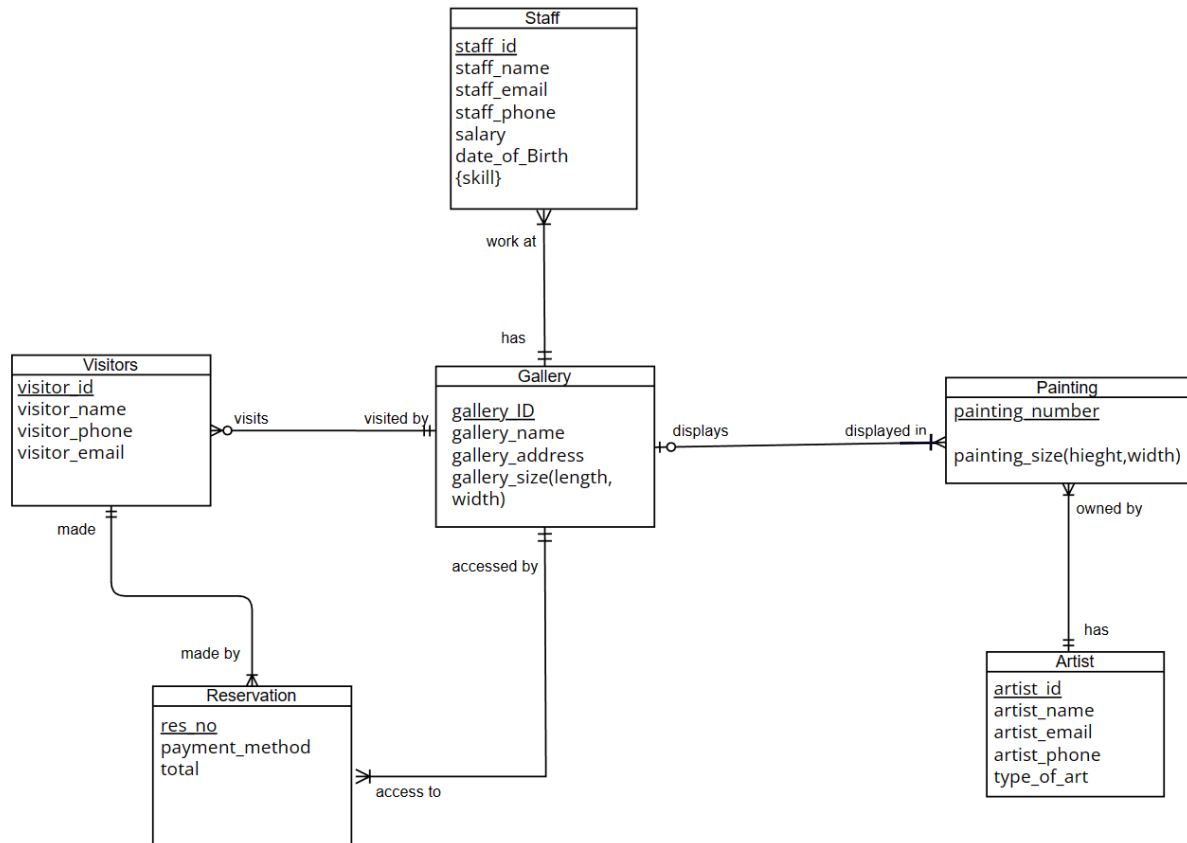 Staff
staff_id
staff_name
staff_email
staff_phone
salary
date_of_Birth
{skill}
work at
has
Visitors
visitor_id
visitor_name
visitor_phone
visitor_email
visits
visited by
Gallery
gallery_ID
gallery_name
gallery_address
gallery_size(length,
width)
displays
displayed in
Painting
painting_number
painting_size(hieght,width)
made
accessed by
owned by
made by
has
Reservation
res_no
payment_method
total
access to
Artist
artist_id
artist_name
artist_email
artist_phone
type_of_art